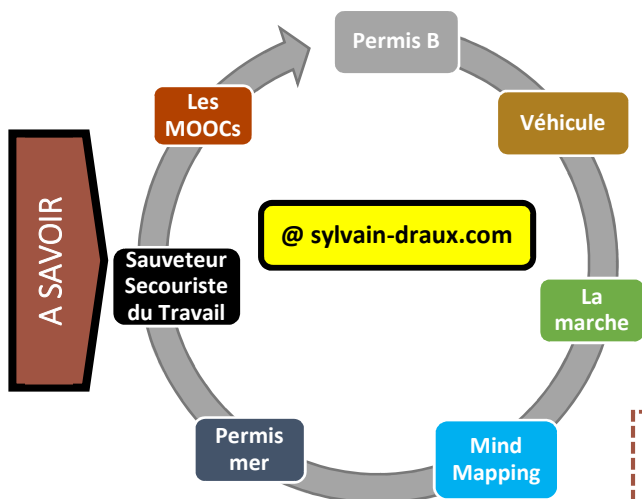 Permis B
Véhicule
La
marche
Mind
Mapping
Permis
mer
Sauveteur
Secouriste
du Travail
Les
MOOCs
@ sylvain-draux.com
A SAVOIR